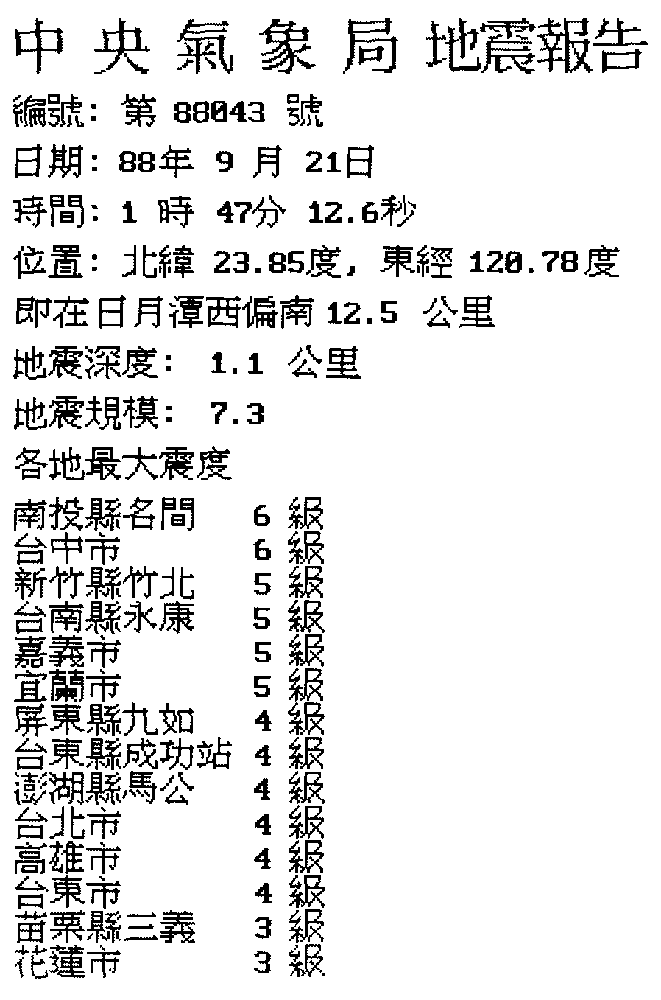 中 央 氣 象 局 地震報告
編號: 第 88043 號
日期: 88年 9 月 21日
時間: 1 時 47分 12.6秒
位置: 北緯 23.85度, 東經 120.78度
即在日月潭西偏南 12.5 公里
地震深度: 1.1 公里
地震規模: 7.3
各地最大震度
南投縣名間 6 級
台中市 6 級
新竹縣竹北 5 級
台南縣永康 5 級
嘉義市 5 級
宜蘭市 5 級
屏東縣九如 4 級
台東縣成功站 4 級
澎湖縣馬公 4 級
台北市 4 級
高雄市 4 級
台東市 4 級
苗栗縣三義 3 級
花蓮市 3 級